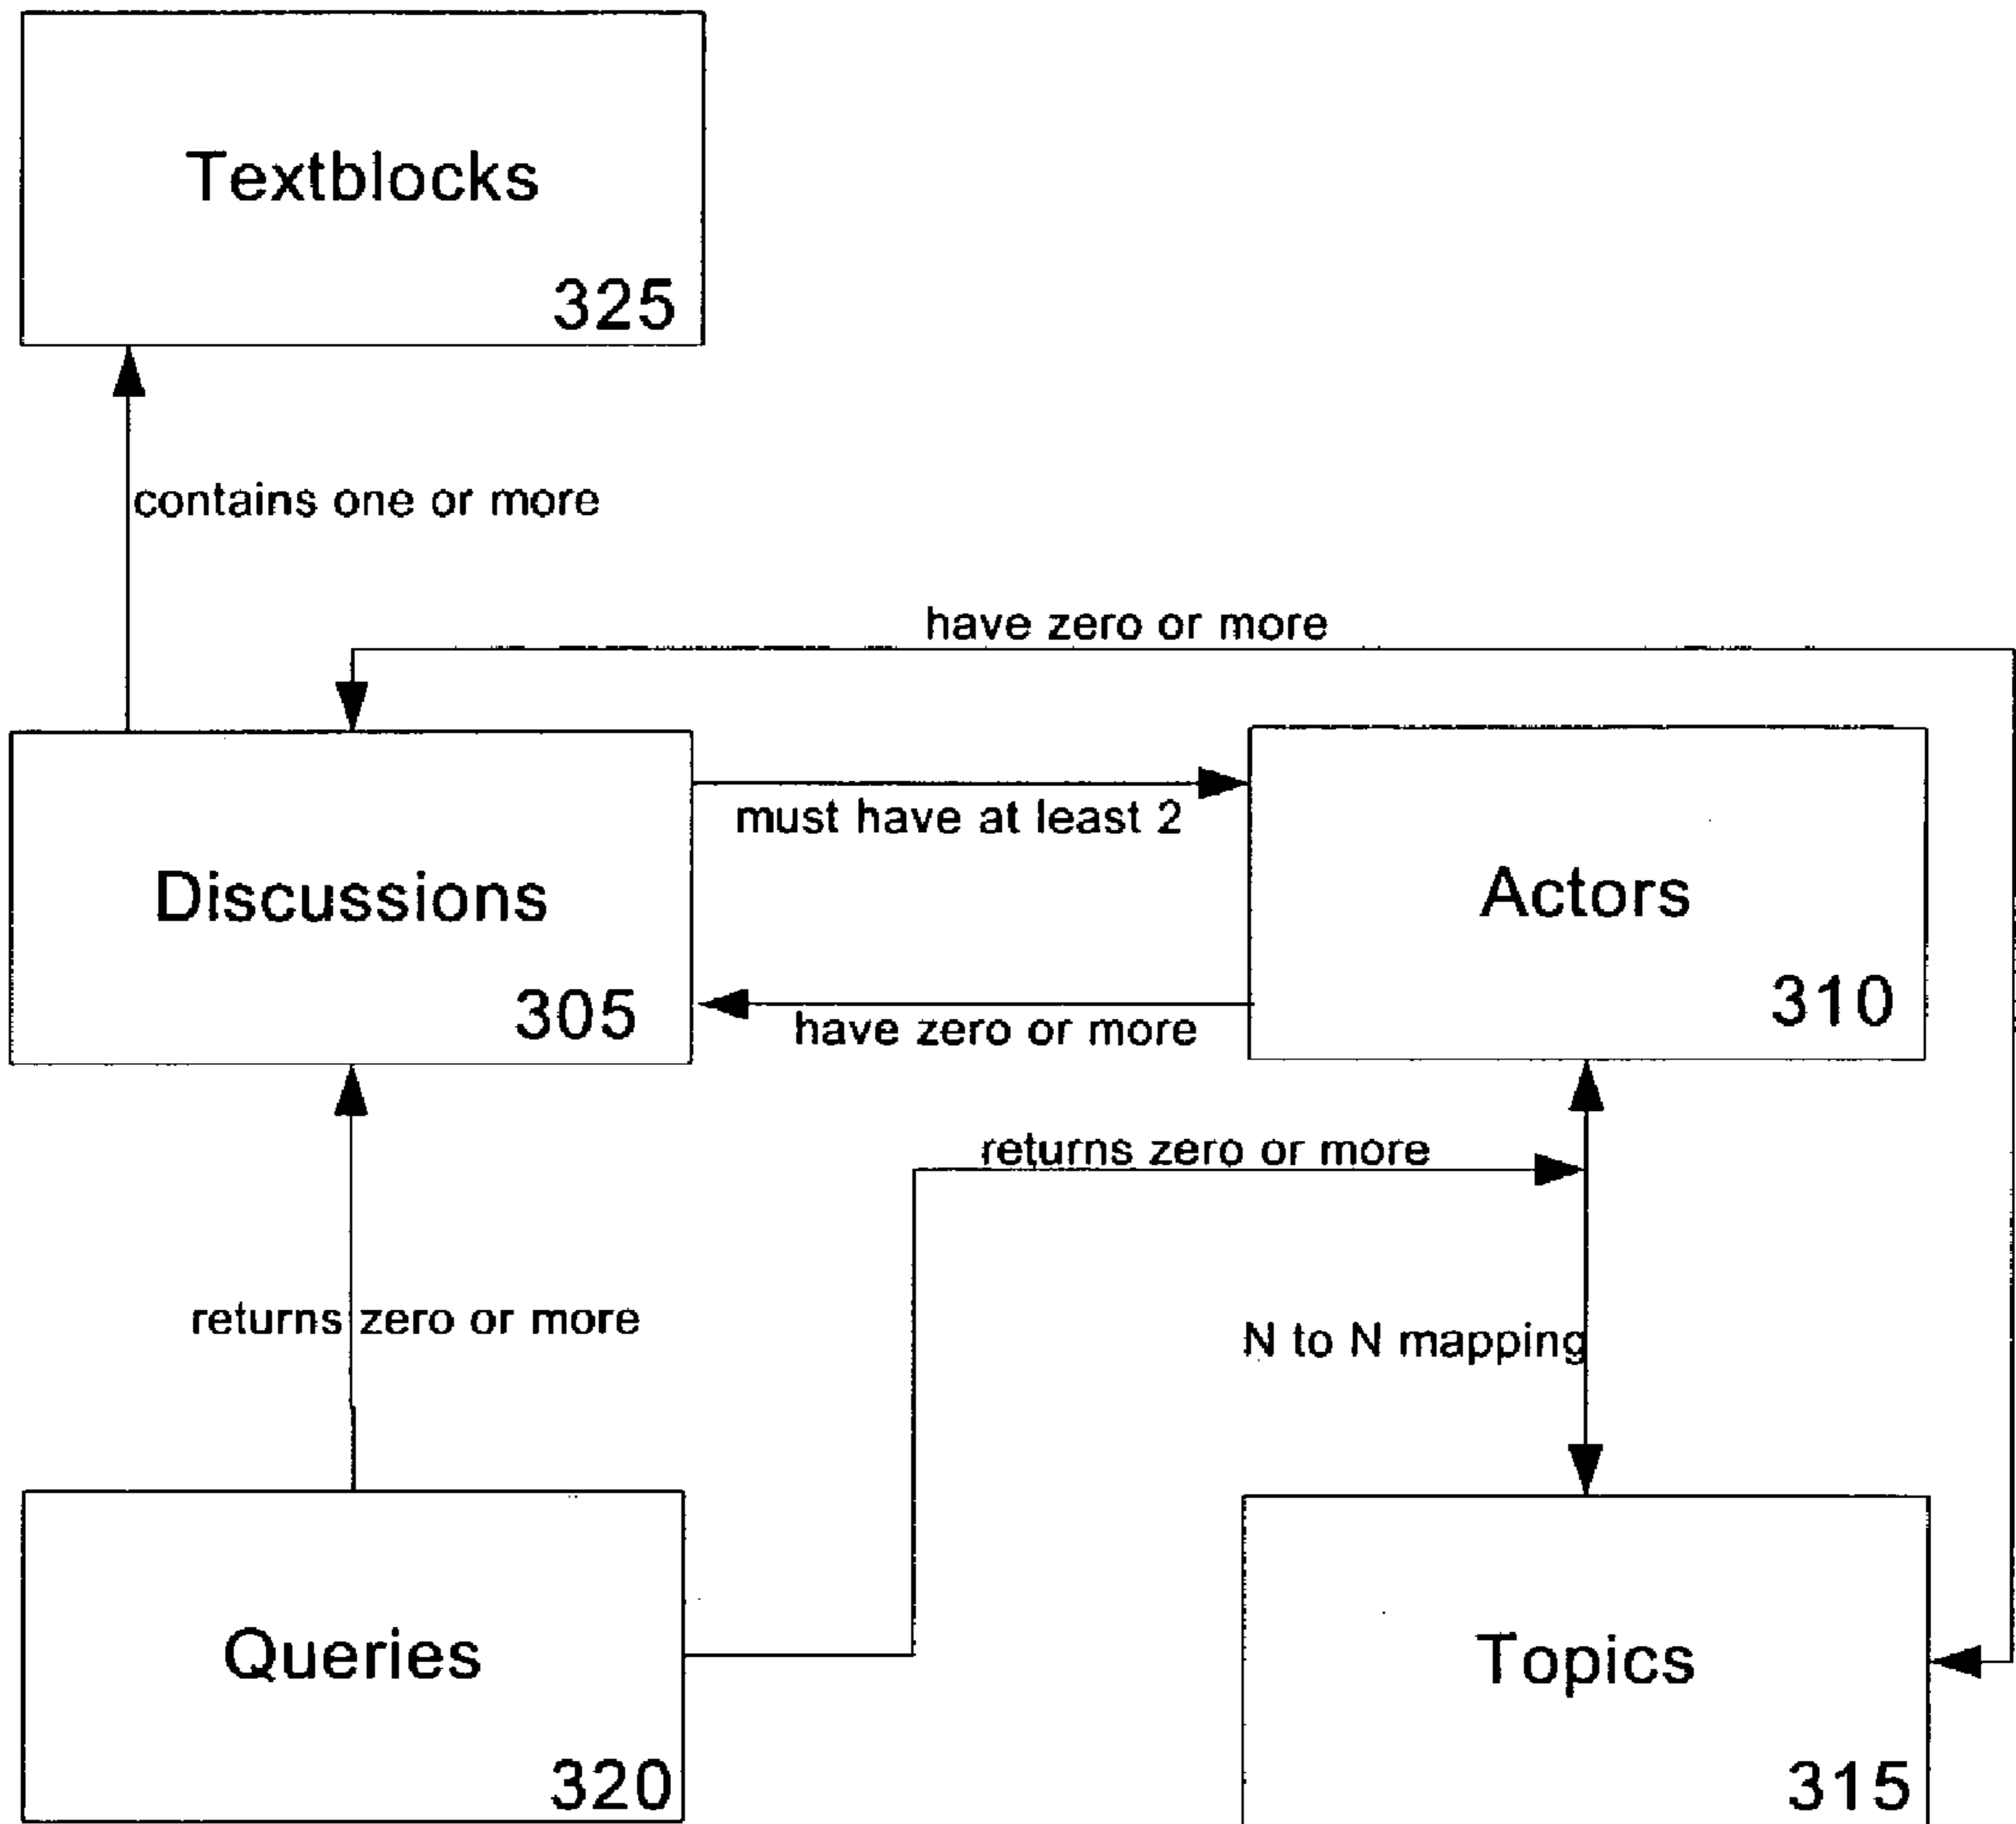 Textblocks
325
contains one or more
have zero or more
must have at least 2
Discussions
305
Actors
310
have zero or more
returns zero or more
returns zero or more
N to N mapping
Queries
320
Topics
315